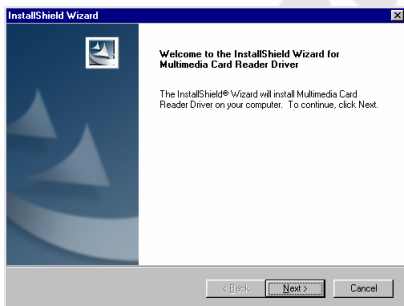 InstallShield Wizard
Welcome to the InstallShield Wizard for
Multimedia Card Reader Driver
The InstallShield® Wizard will install Multimedia Card
Reader Driver on your computer. To continue, click Next.
< Back Next > Cancel